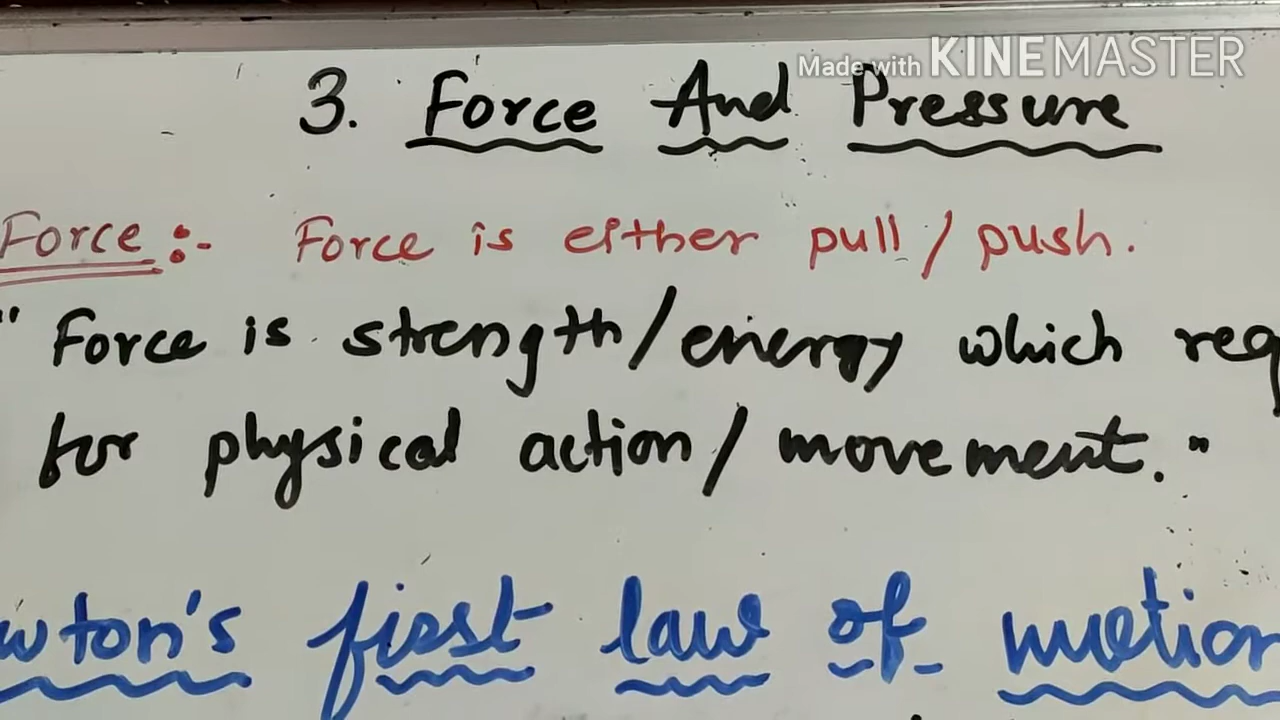 Made with KINEMASTER
3. Force And Pressure
Force :- Force is either pull / push.
" Force is strength/energy which req
for physical action / movement."
wton's first law of motion